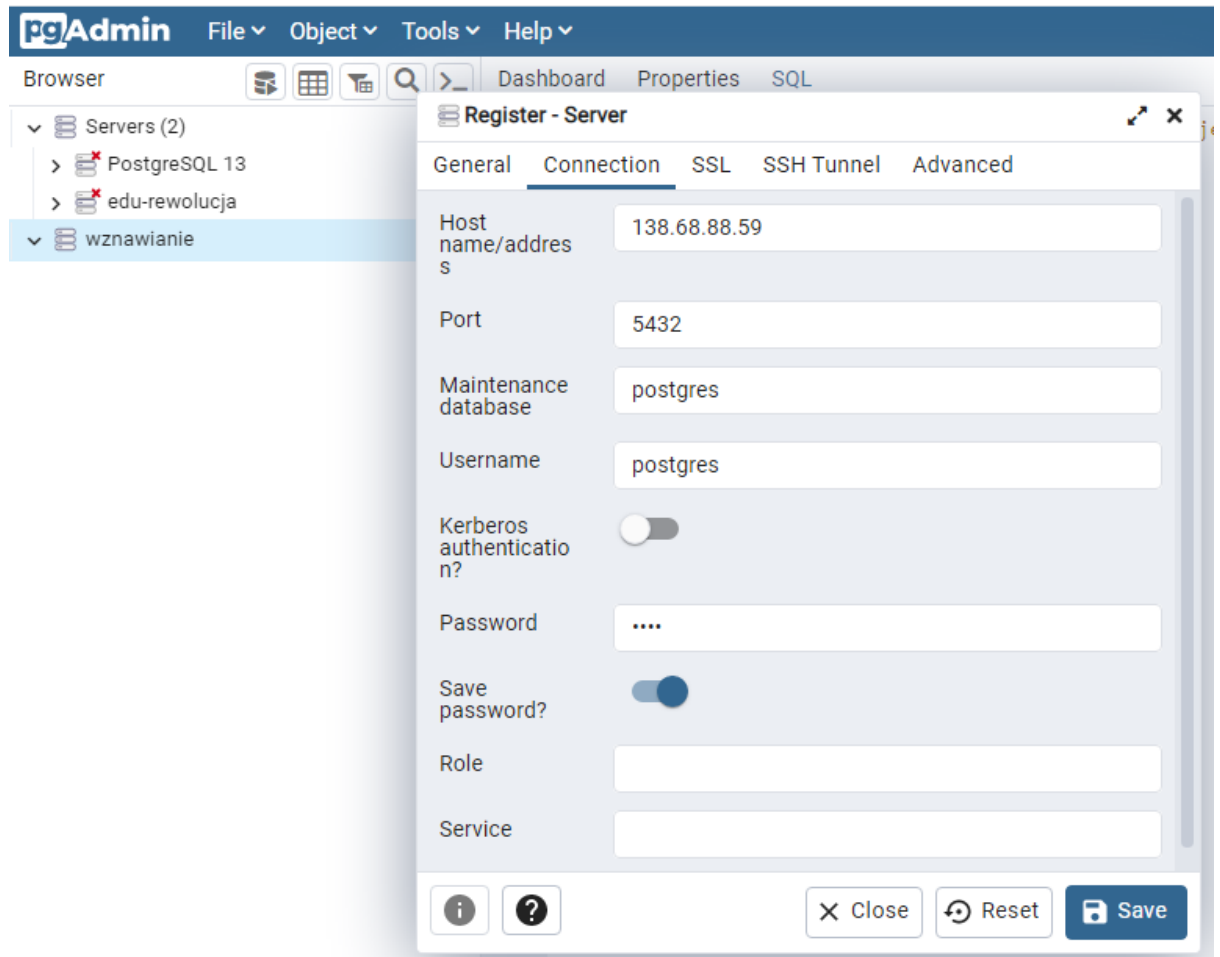 pgAdmin File Object Tools Help
Browser Dashboard Properties SQL
Servers (2)
PostgreSQL 13
edu-rewolucja
wznawianie
Register - Server
General Connection SSL SSH Tunnel Advanced
Host
name/addres
s
138.68.88.59
Port
5432
Maintenance
database
postgres
Username
postgres
Kerberos
authenticatio
n?
Password
••••
Save
password?
Role
Service
Close Reset Save